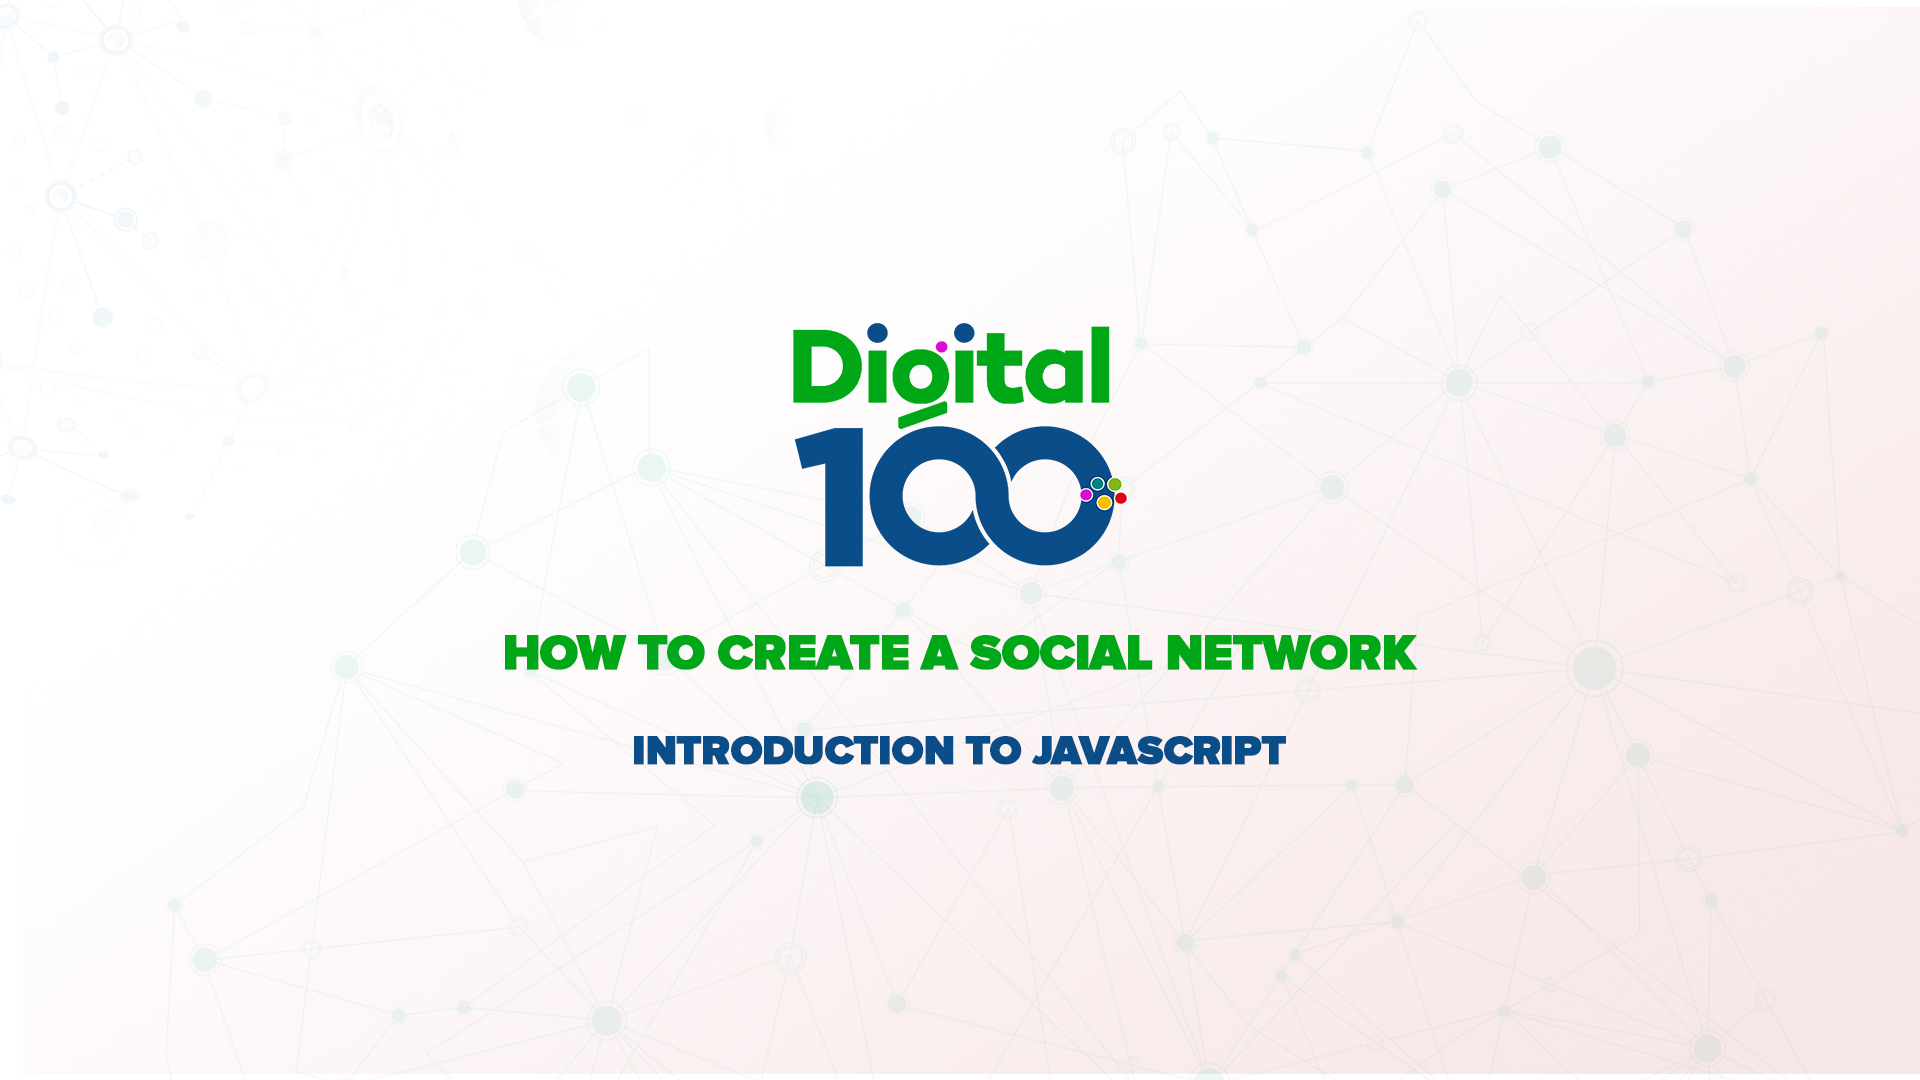 Digital
100
HOW TO CREATE A SOCIAL NETWORK
INTRODUCTION TO JAVASCRIPT